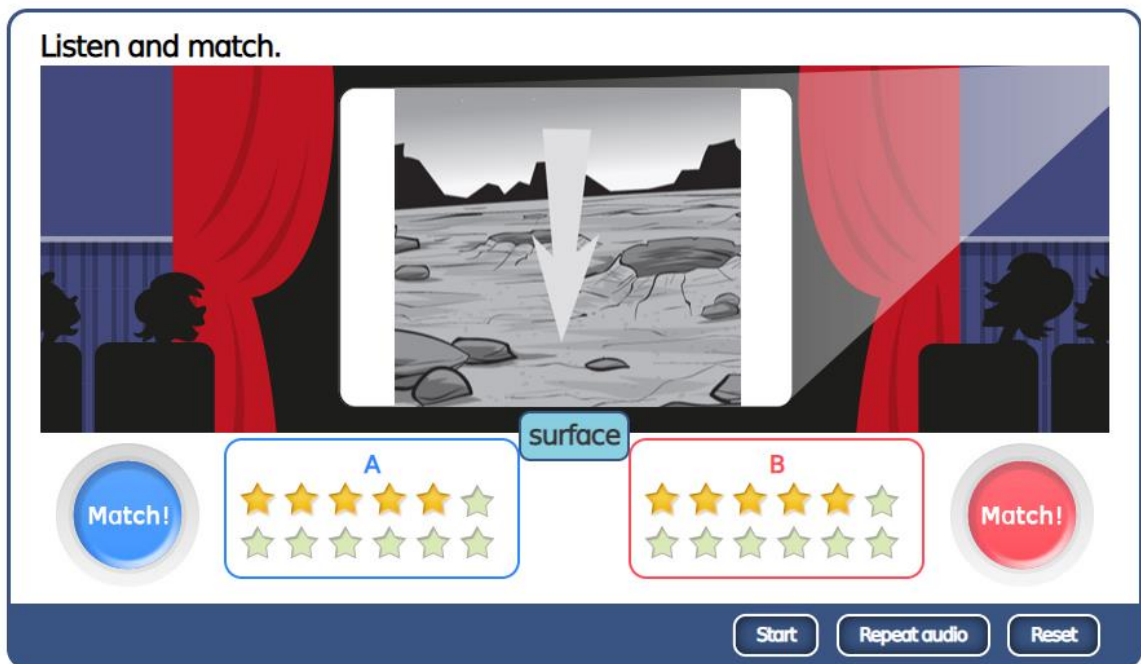 Listen and match.
surface
A
B
Match!
Match!
Start
Repeat audio
Reset